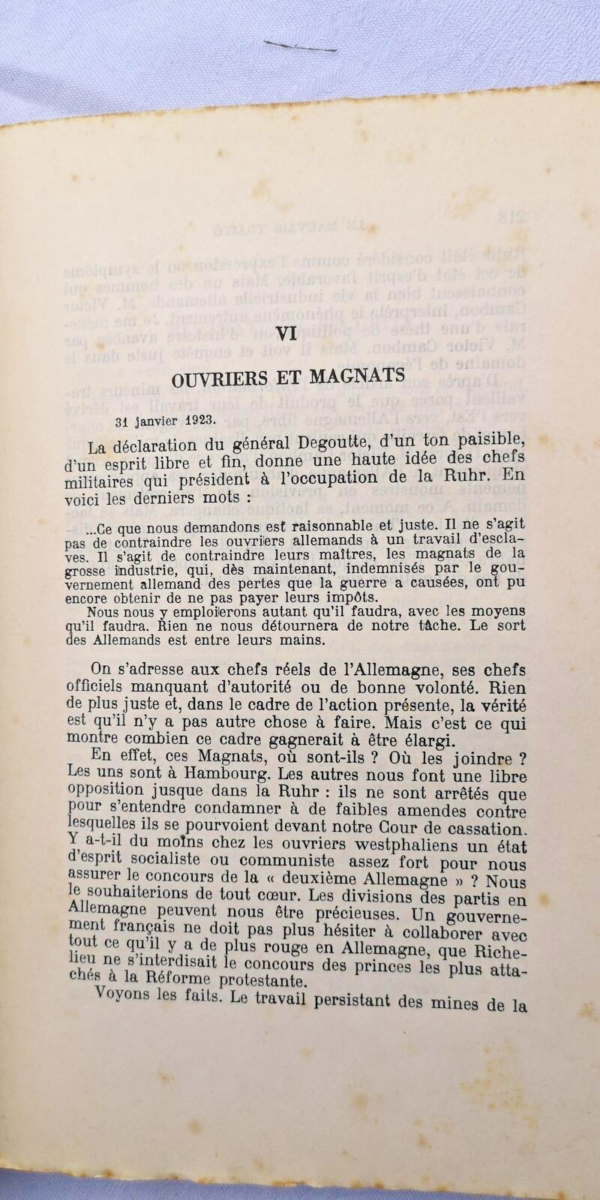 VI
OUVRIERS ET MAGNATS
31 janvier 1923.
La déclaration du général Degoutte, d'un ton paisible,
d'un esprit libre et fin, donne une haute idée des chefs
militaires qui président à l'occupation de la Ruhr. En
voici les derniers mots :
...Ce que nous demandons est raisonnable et juste. Il ne s'agit
pas de contraindre les ouvriers allemands à un travail d'escla-
ves. Il s'agit de contraindre leurs maîtres, les magnats de la
grosse industrie, qui, dès maintenant, indemnisés par le gou-
vernement allemand des pertes que la guerre a causées, ont pu
encore obtenir de ne pas payer leurs impôts.
Nous nous y emploierons autant qu'il faudra, avec les moyens
qu'il faudra. Rien ne nous détournera de notre tâche. Le sort
des Allemands est entre leurs mains.
On s'adresse aux chefs réels de l'Allemagne, ses chefs
officiels manquant d'autorité ou de bonne volonté. Rien
de plus juste et, dans le cadre de l'action présente, la vérité
est qu'il n'y a pas autre chose à faire. Mais c'est ce qui
montre combien ce cadre gagnerait à être élargi.
En effet, ces Magnats, où sont-ils ? Où les joindre ?
Les uns sont à Hambourg. Les autres nous font une libre
opposition jusque dans la Ruhr : ils ne sont arrêtés que
pour s'entendre condamner à de faibles amendes contre
lesquelles ils se pourvoient devant notre Cour de cassation.
Y a-t-il du moins chez les ouvriers westphaliens un état
d'esprit socialiste ou communiste assez fort pour nous
assurer le concours de la « deuxième Allemagne » ? Nous
le souhaiterions de tout cœur. Les divisions des partis en
Allemagne peuvent nous être précieuses. Un gouverne-
ment français ne doit pas plus hésiter à collaborer avec
tout ce qu'il y a de plus rouge en Allemagne, que Riche-
lieu ne s'interdisait le concours des princes les plus atta-
chés à la Réforme protestante.
Voyons les faits. Le travail persistant des mines de la